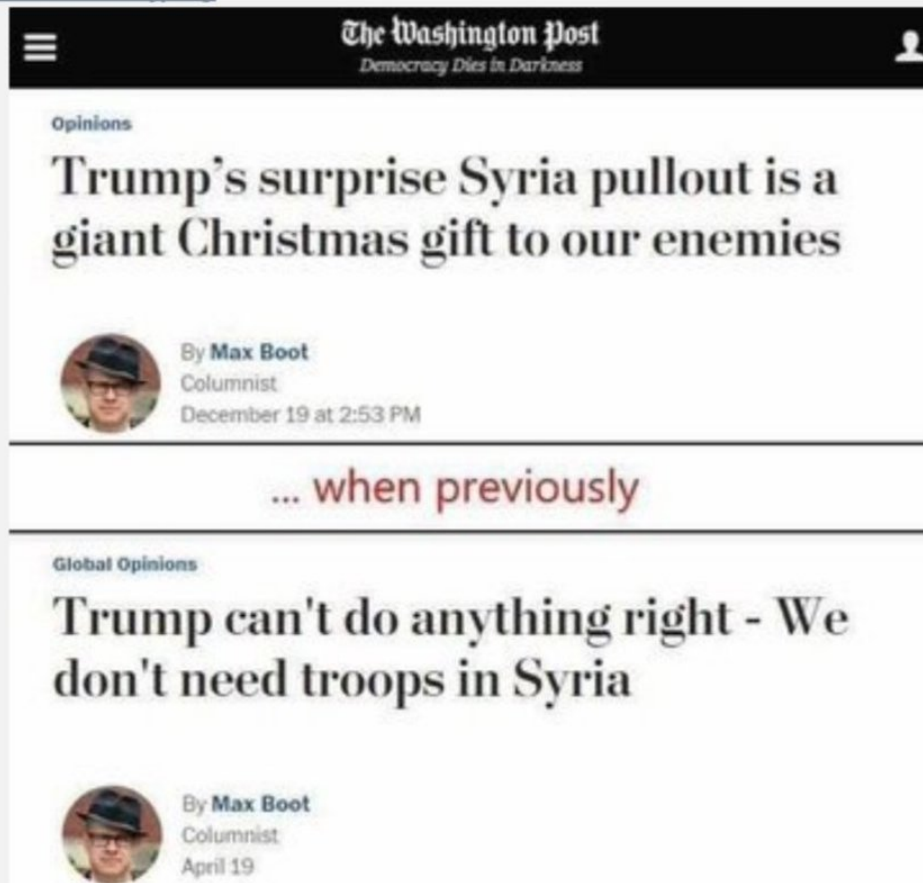 The Washington Post
Democracy Dies in Darkness
Opinions
Trump's surprise Syria pullout is a
giant Christmas gift to our enemies
By Max Boot
Columnist
December 19 at 2:53 PM
... when previously
Global Opinions
Trump can't do anything right - We
don't need troops in Syria
By Max Boot
Columnist
April 19